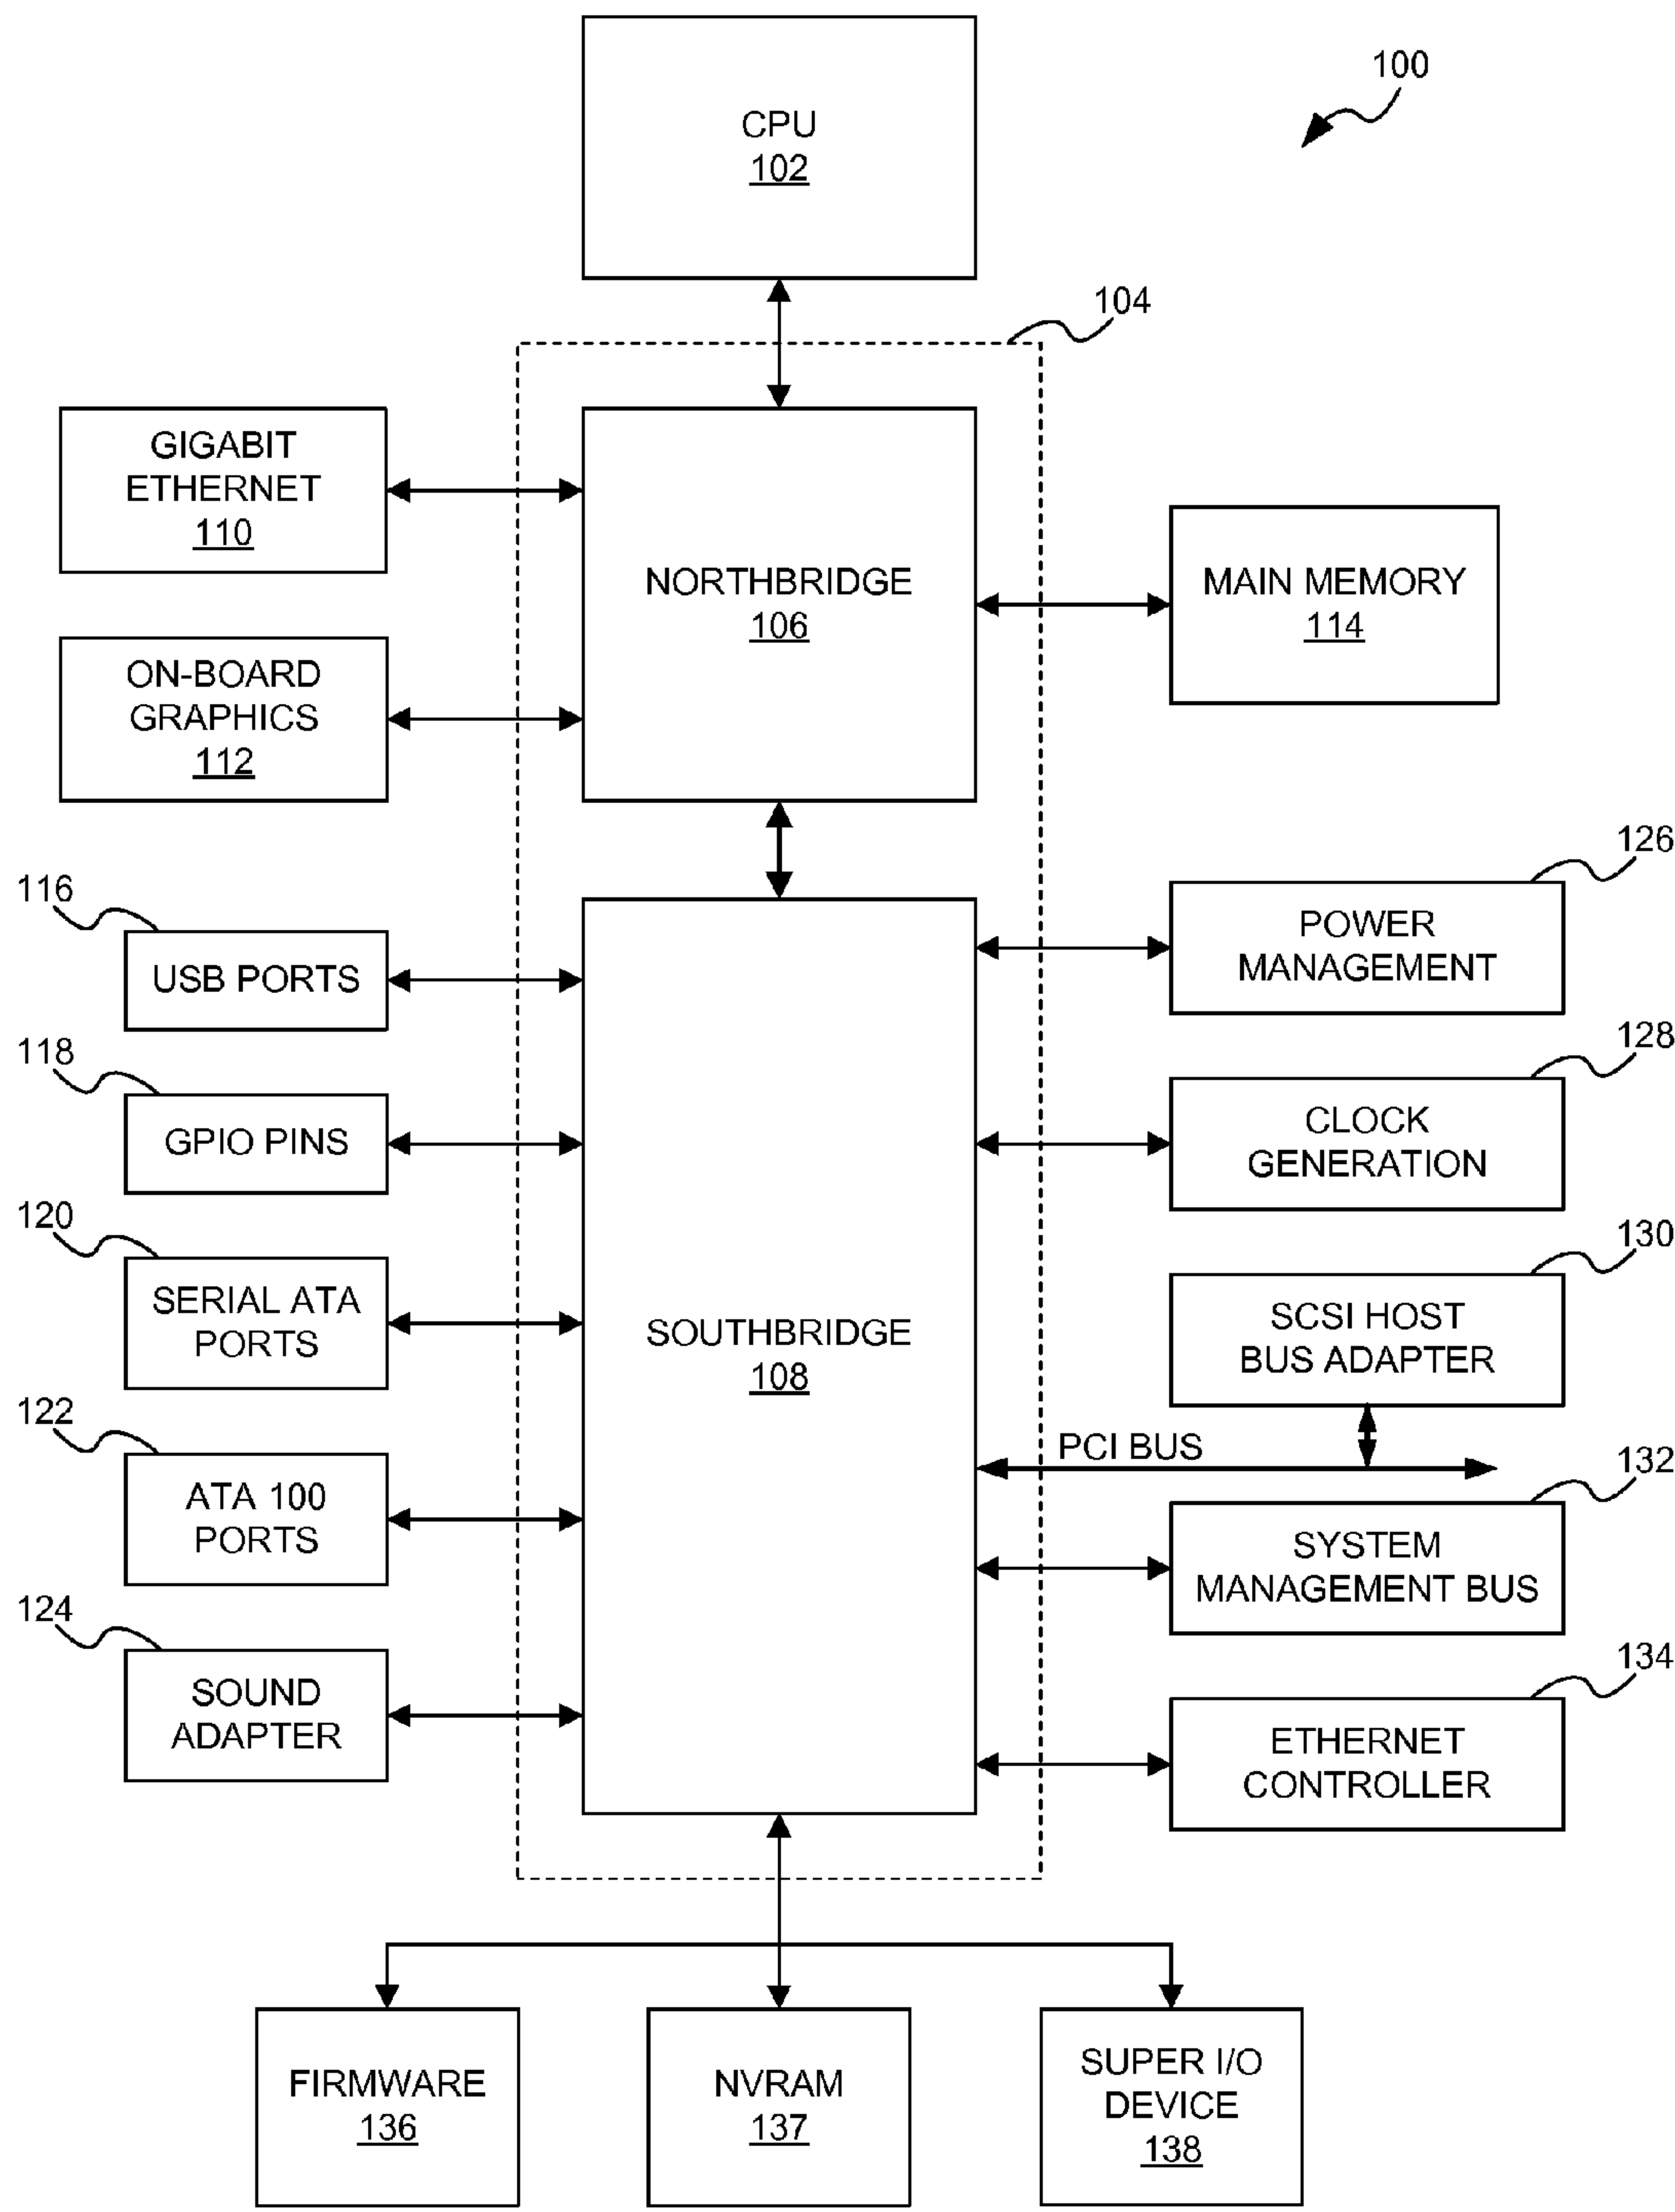 CPU
102
100
104
GIGABIT
ETHERNET
110
NORTHBRIDGE
106
MAIN MEMORY
114
ON-BOARD
GRAPHICS
112
116
USB PORTS
118
GPIO PINS
120
SERIAL ATA
PORTS
122
ATA 100
PORTS
124
SOUND
ADAPTER
SOUTHBRIDGE
108
126
POWER
MANAGEMENT
128
CLOCK
GENERATION
130
SCSI HOST
BUS ADAPTER
PCI BUS
132
SYSTEM
MANAGEMENT BUS
134
ETHERNET
CONTROLLER
FIRMWARE
136
NVRAM
137
SUPER I/O
DEVICE
138